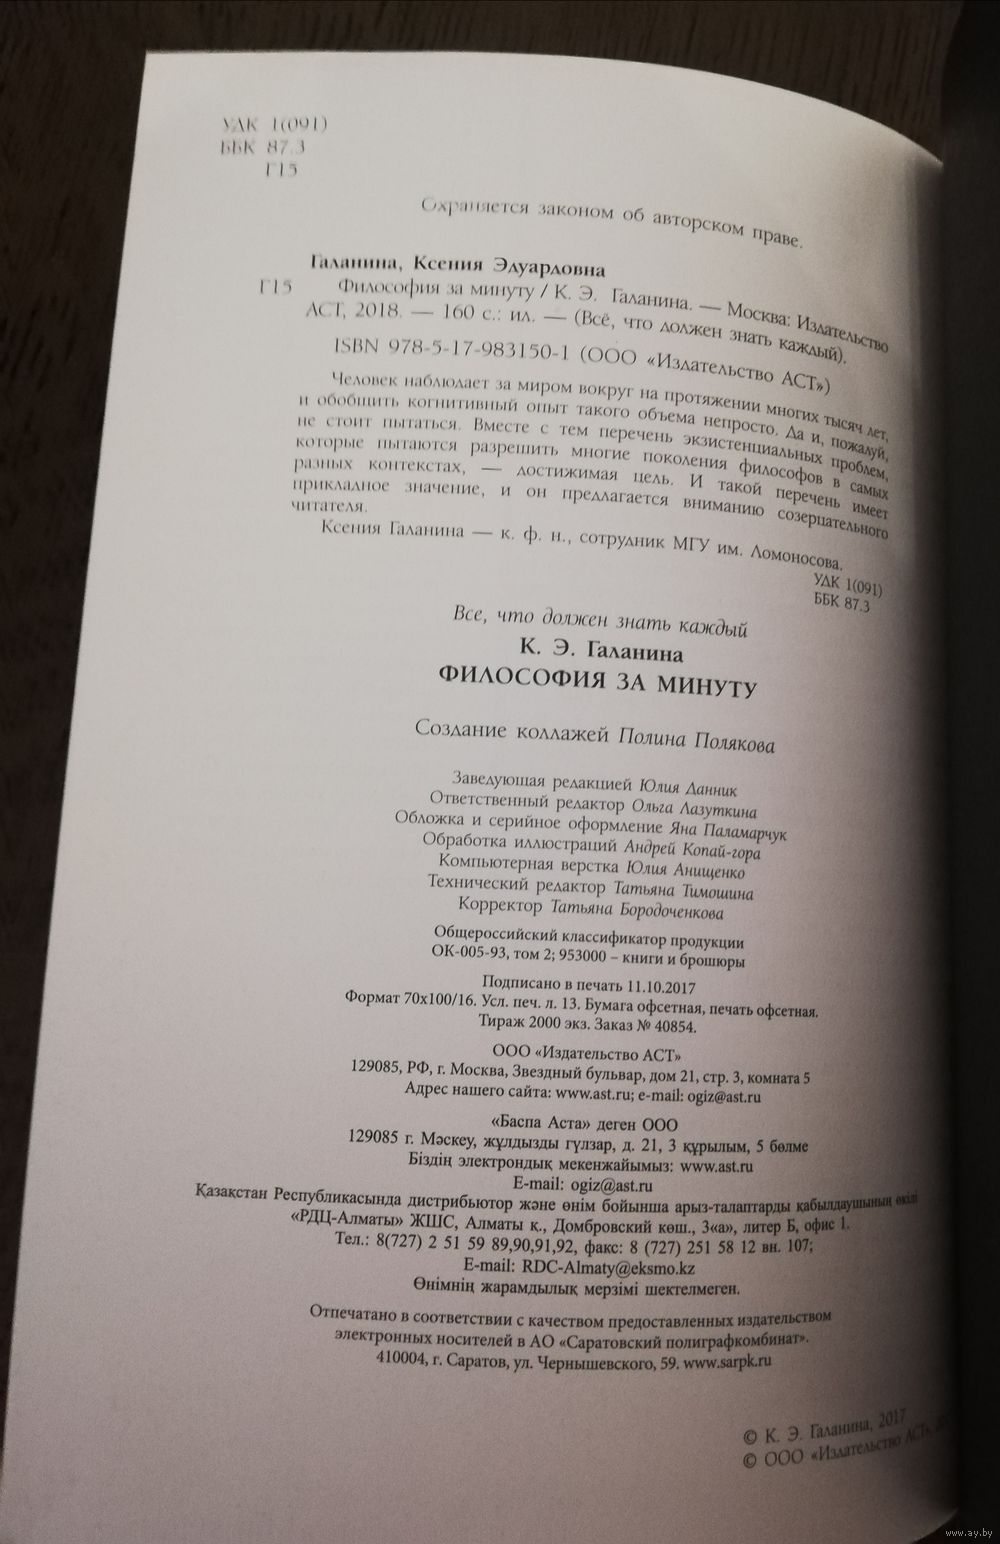 УДК 1(091)
ББК 87.3
Г15
Охраняется законом об авторском праве.
Галанина, Ксения Эдуардовна
Г15 Философия за минуту / К. Э. Галанина. — Москва: Издательство
АСТ, 2018. — 160 с.: ил. — (Всё, что должен знать каждый).
ISBN 978-5-17-983150-1 (ООО «Издательство АСТ»)
Человек наблюдает за миром вокруг на протяжении многих тысяч лет,
и обобщить когнитивный опыт такого объема непросто. Да и, пожалуй,
не стоит пытаться. Вместе с тем перечень экзистенциальных проблем,
которые пытаются разрешить многие поколения философов в самых
разных контекстах, — достижимая цель. И такой перечень имеет
прикладное значение, и он предлагается вниманию созерцательного
читателя.
Ксения Галанина — к. ф. н., сотрудник МГУ им. Ломоносова.
УДК 1(091)
ББК 87.3
Все, что должен знать каждый
К. Э. Галанина
ФИЛОСОФИЯ ЗА МИНУТУ
Создание коллажей Полина Полякова
Заведующая редакцией Юлия Данник
Ответственный редактор Ольга Лазуткина
Обложка и серийное оформление Яна Паламарчук
Обработка иллюстраций Андрей Копай-гора
Компьютерная верстка Юлия Анищенко
Технический редактор Татьяна Тимошина
Корректор Татьяна Бородоченкова
Общероссийский классификатор продукции
ОК-005-93, том 2; 953000 – книги и брошюры
Подписано в печать 11.10.2017
Формат 70x100/16. Усл. печ. л. 13. Бумага офсетная, печать офсетная.
Тираж 2000 экз. Заказ № 40854.
ООО «Издательство АСТ»
129085, РФ, г. Москва, Звездный бульвар, дом 21, стр. 3, комната 5
Адрес нашего сайта: www.ast.ru; e-mail: ogiz@ast.ru
«Баспа Аста» деген ООО
129085 г. Мәскеу, жұлдызды гүлзар, д. 21, 3 құрылым, 5 бөлме
Біздің электрондық мекенжайымыз: www.ast.ru
E-mail: ogiz@ast.ru
Қазақстан Республикасында дистрибьютор және өнім бойынша арыз-талаптарды қабылдаушының өкілі
«РДЦ-Алматы» ЖШС, Алматы қ., Домбровский көш., 3«а», литер Б, офис 1.
Тел.: 8(727) 2 51 59 89,90,91,92, факс: 8 (727) 251 58 12 вн. 107;
E-mail: RDC-Almaty@eksmo.kz
Өнімнің жарамдылық мерзімі шектелмеген.
Отпечатано в соответствии с качеством предоставленных издательством
электронных носителей в АО «Саратовский полиграфкомбинат».
410004, г. Саратов, ул. Чернышевского, 59. www.sarpk.ru
© К. Э. Галанина, 2017
© ООО «Издательство АСТ»,
www.ay.by